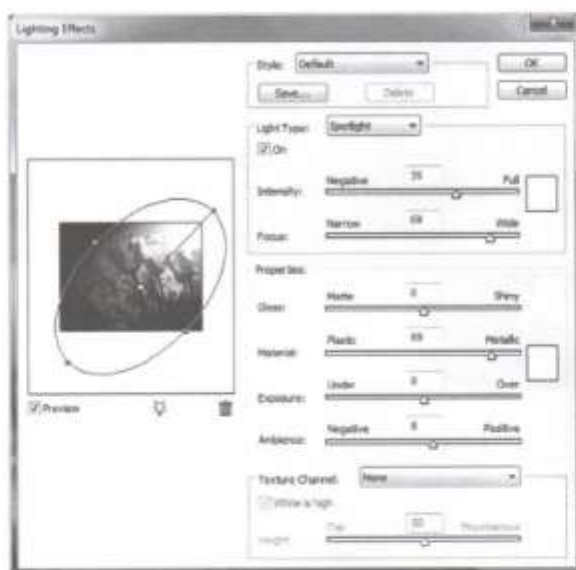 Lighting Effects
Style: Default
OK
Save...
Delete
Cancel
Light Type: Spotlight
On
Intensity: Negative 35 Full
Focus: Narrow 69 Wide
Properties:
Gloss: Matte 0 Shiny
Material: Plastic 69 Metallic
Exposure: Under 0 Over
Ambience: Negative 8 Positive
Preview
Texture Channel: None
White is high
Height Flat 50 Mountainous